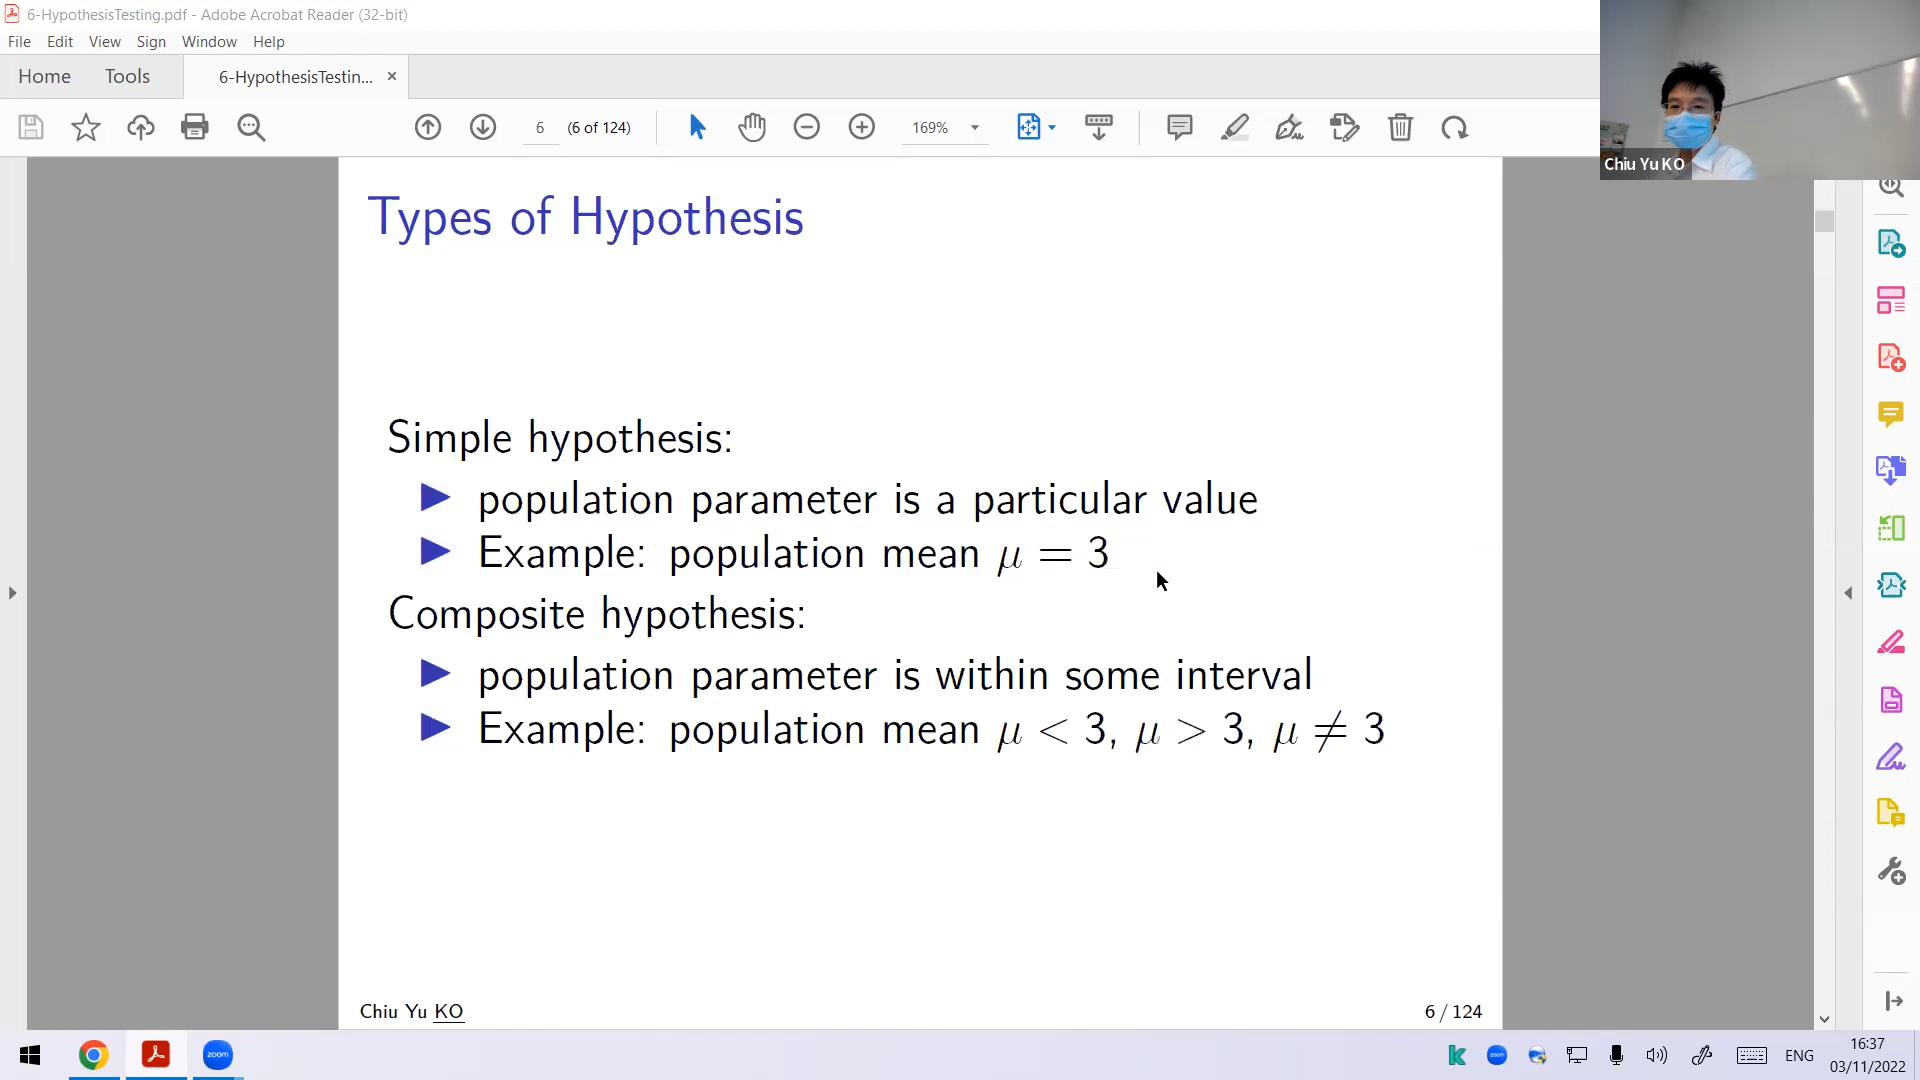 6-HypothesisTesting.pdf - Adobe Acrobat Reader (32-bit)
File Edit View Sign Window Help
Home Tools 6-HypothesisTestin... ×
6 (6 of 124) 169%
Chiu Yu KO
Types of Hypothesis
Simple hypothesis:
▶ population parameter is a particular value
▶ Example: population mean μ = 3
Composite hypothesis:
▶ population parameter is within some interval
▶ Example: population mean μ < 3, μ > 3, μ ≠ 3
Chiu Yu KO 6 / 124
zoom
zoom
ENG
16:37
03/11/2022